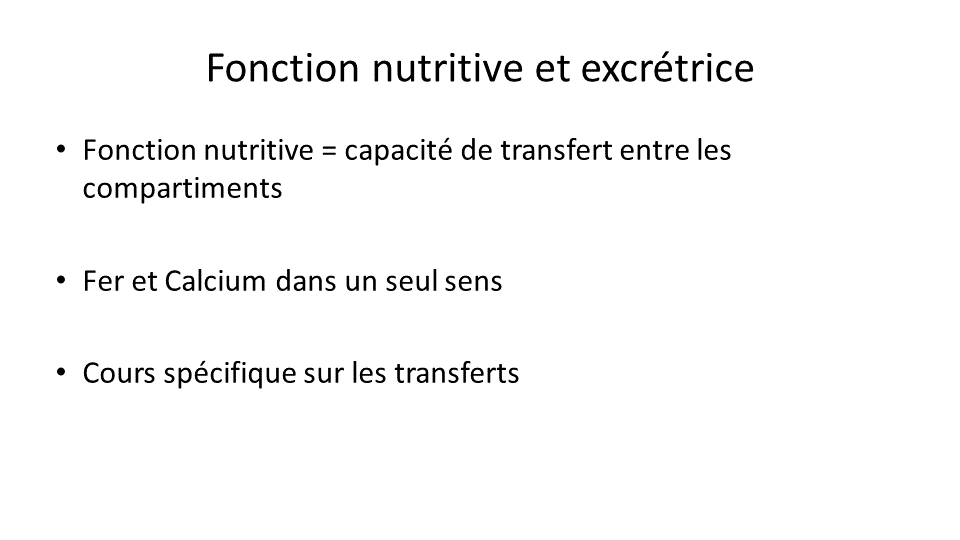 Fonction nutritive et excrétrice
• Fonction nutritive = capacité de transfert entre les
compartiments
• Fer et Calcium dans un seul sens
• Cours spécifique sur les transferts